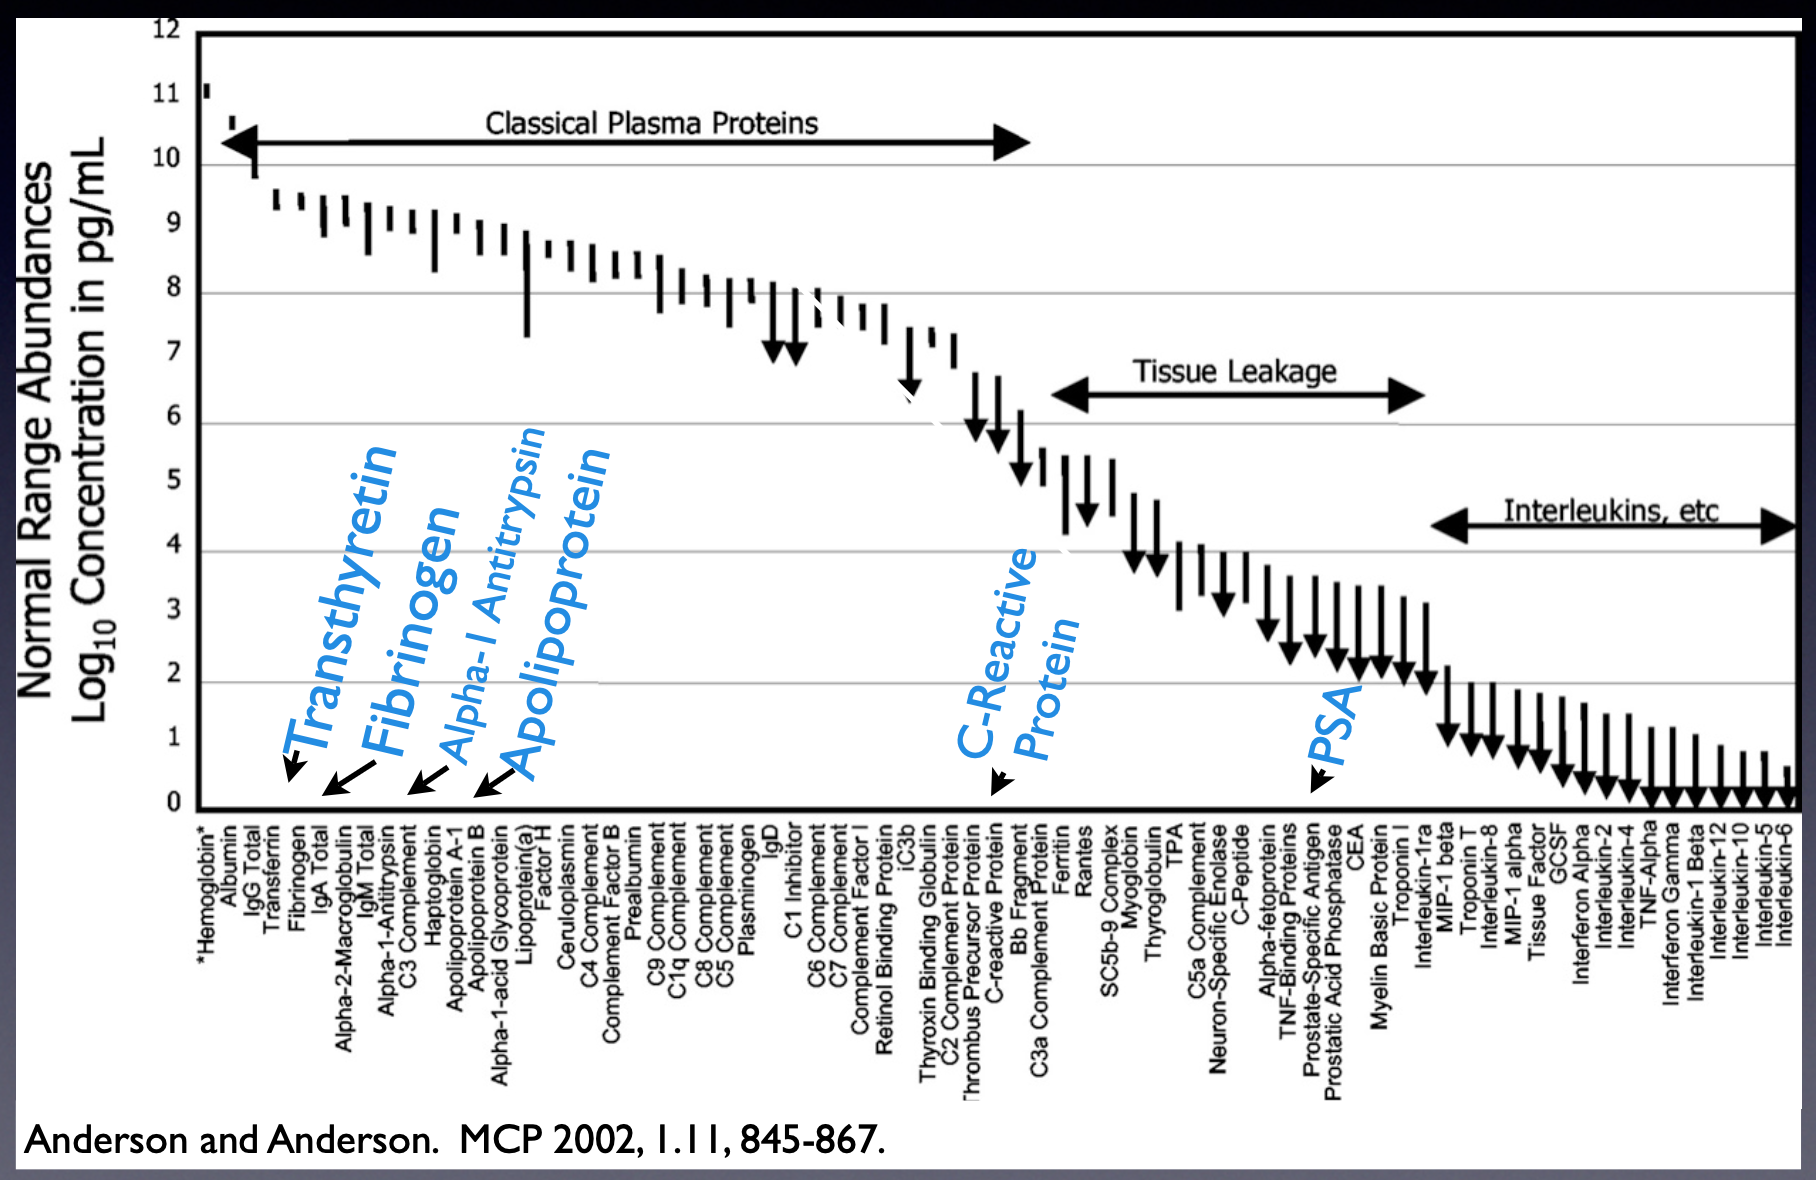 12
11
10
9
8
7
6
5
4
3
2
1
0
Normal Range Abundances
Log10 Concentration in pg/mL
Classical Plasma Proteins
Tissue Leakage
Interleukins, etc
Transthyretin
Fibrinogen
Alpha-1 Antitrypsin
Apolipoprotein
C-Reactive
Protein
PSA
*Hemoglobin*
Albumin
IgG Total
Transferrin
Fibrinogen
IgA Total
Alpha-2-Macroglobulin
IgM Total
Alpha-1-Antitrypsin
C3 Complement
Haptoglobin
Apolipoprotein A-1
Apolipoprotein B
Alpha-1-acid Glycoprotein
Lipoprotein(a)
Factor H
Ceruloplasmin
C4 Complement
Complement Factor B
Prealbumin
C9 Complement
C1q Complement
C8 Complement
C5 Complement
Plasminogen
IgD
C1 Inhibitor
C6 Complement
C7 Complement
Complement Factor I
Retinol Binding Protein
iC3b
Thyroxin Binding Globulin
C2 Complement Protein
Thrombus Precursor Protein
C-reactive Protein
Bb Fragment
C3a Complement Protein
Ferritin
Rantes
SC5b-9 Complex
Myoglobin
Thyroglobulin
TPA
C5a Complement
Neuron-Specific Enolase
C-Peptide
Alpha-fetoprotein
TNF-Binding Proteins
Prostate-Specific Antigen
Prostatic Acid Phosphatase
CEA
Myelin Basic Protein
Troponin I
Interleukin-1ra
MIP-1 beta
Troponin T
Interleukin-8
MIP-1 alpha
Tissue Factor
GCSF
Interferon Alpha
Interleukin-2
Interleukin-4
TNF-Alpha
Interferon Gamma
Interleukin-1 Beta
Interleukin-12
Interleukin-10
Interleukin-5
Interleukin-6
Anderson and Anderson. MCP 2002, 1.11, 845-867.